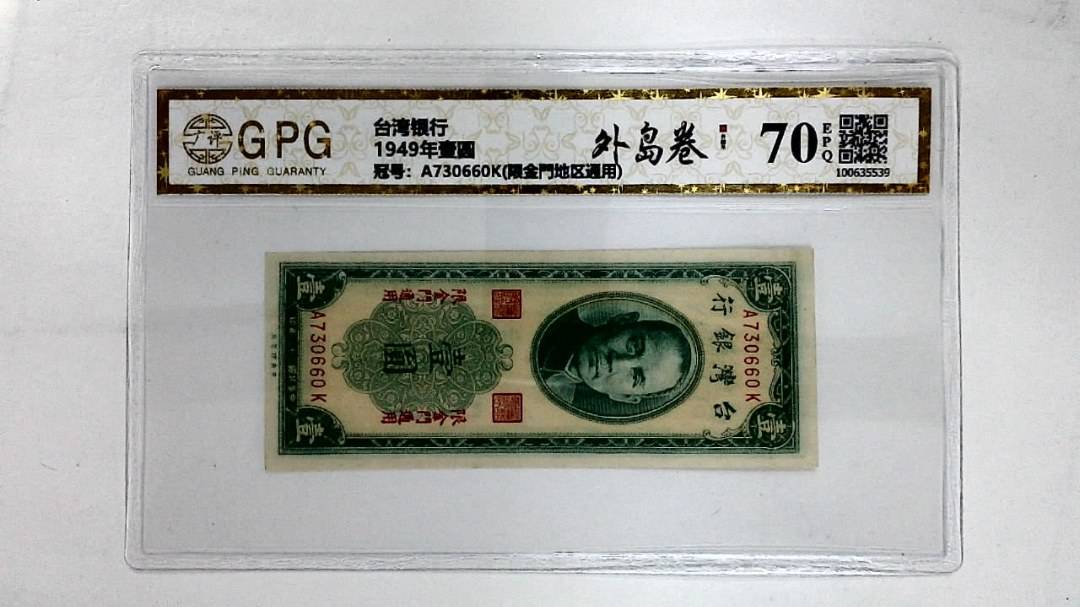 GPG
GUANG PING GUARANTY
台湾银行
1949年壹圆
冠号：A730660K(限金門地区通用)
外岛卷
70
EPQ
100635539
台灣銀行
A730660K
A730660K
壹圓
限金門通用
限金門通用
壹
壹
壹
壹